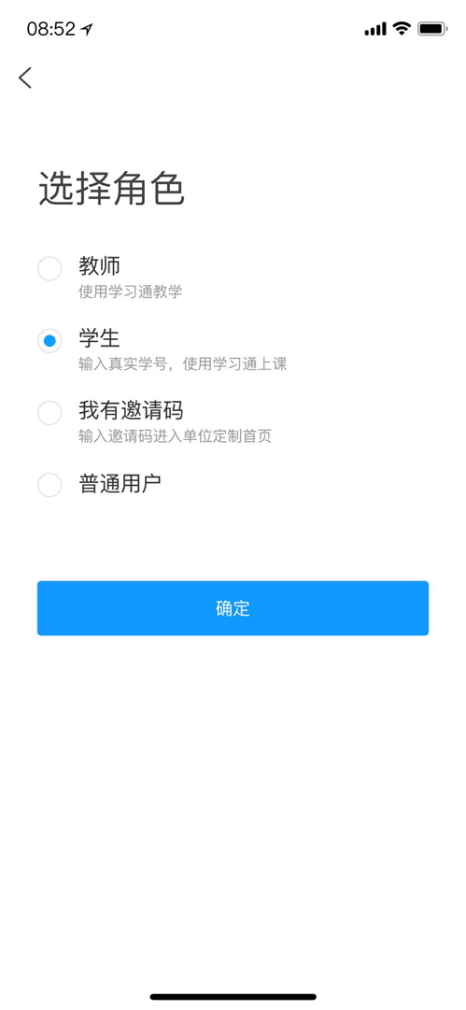 08:52
选择角色
教师
使用学习通教学
学生
输入真实学号，使用学习通上课
我有邀请码
输入邀请码进入单位定制首页
普通用户
确定